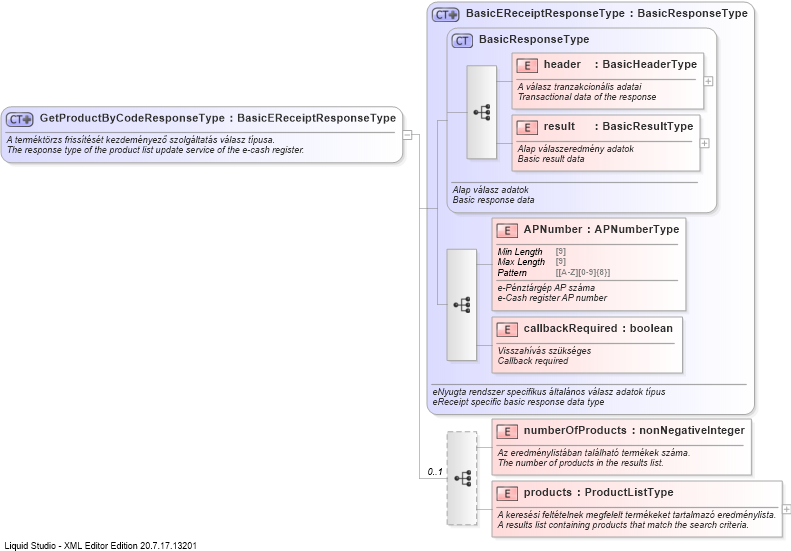 CT BasicEReceiptResponseType : BasicResponseType
CT BasicResponseType
E header : BasicHeaderType
A válasz tranzakcionális adatai
Transactional data of the response
E result : BasicResultType
Alap válaszeredmény adatok
Basic result data
Alap válasz adatok
Basic response data
CT GetProductByCodeResponseType : BasicEReceiptResponseType
A terméktörzs frissítését kezdeményező szolgáltatás válasz típusa.
The response type of the product list update service of the e-cash register.
E APNumber : APNumberType
Min Length [9]
Max Length [9]
Pattern [[A-Z][0-9]{8}]
e-Pénztárgép AP száma
e-Cash register AP number
E callbackRequired : boolean
Visszahívás szükséges
Callback required
eNyugta rendszer specifikus általános válasz adatok típus
eReceipt specific basic response data type
0..1
E numberOfProducts : nonNegativeInteger
Az eredménylistában található termékek száma.
The number of products in the results list.
E products : ProductListType
A keresési feltételnek megfelelt termékeket tartalmazó eredménylista.
A results list containing products that match the search criteria.
Liquid Studio - XML Editor Edition 20.7.17.13201